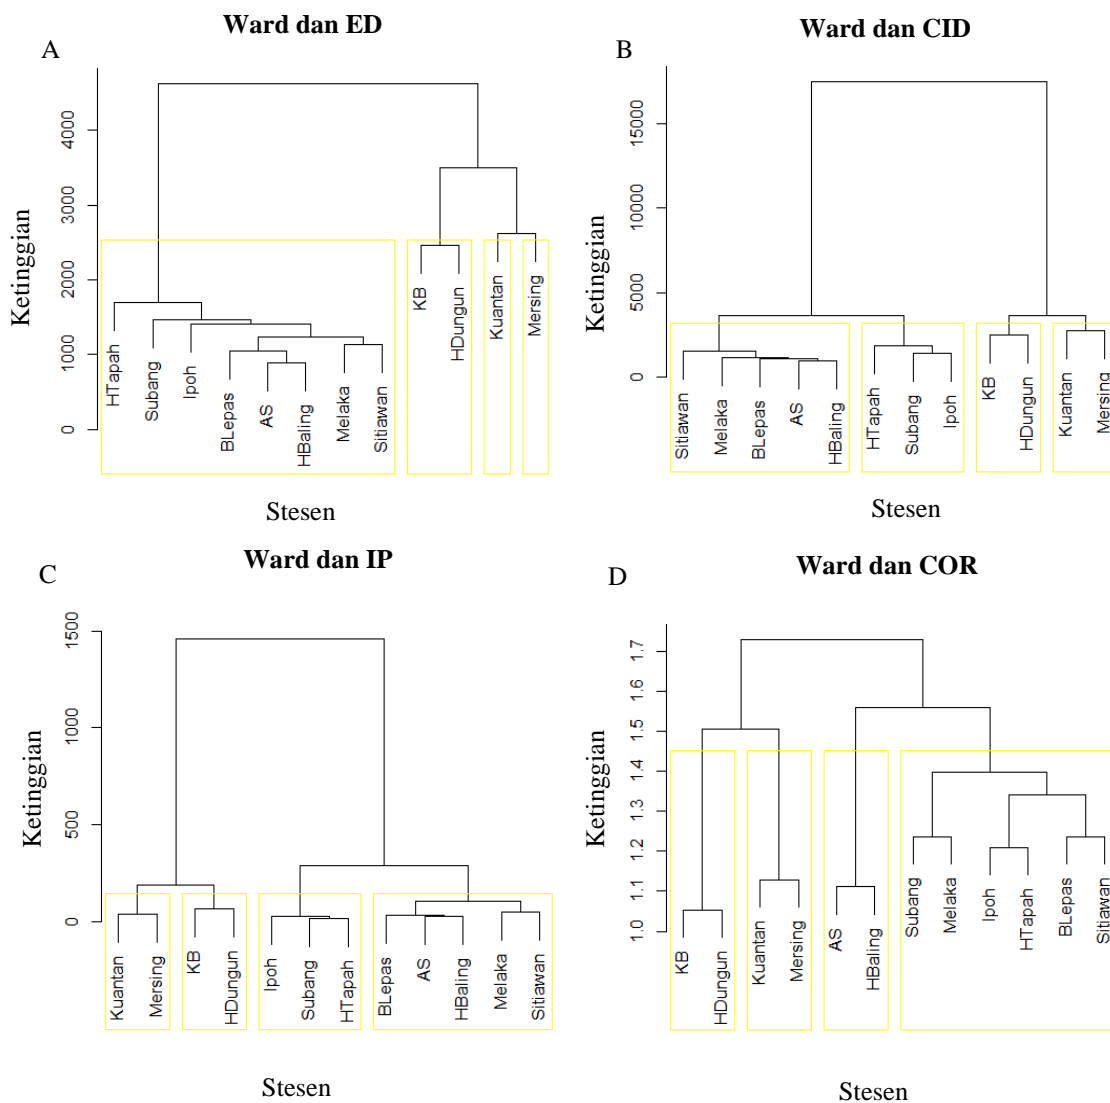 Ward dan ED
A
Ketinggian
4000
3000
2000
1000
0
HTapah
Subang
Ipoh
BLepas
AS
HBaling
Melaka
Sitiawan
KB
HDungun
Kuantan
Mersing
Stesen
Ward dan CID
B
Ketinggian
15000
10000
5000
0
Sitiawan
Melaka
BLepas
AS
HBaling
HTapah
Subang
Ipoh
KB
HDungun
Kuantan
Mersing
Stesen
Ward dan IP
C
Ketinggian
1500
1000
500
0
Kuantan
Mersing
KB
HDungun
Ipoh
Subang
HTapah
BLepas
AS
HBaling
Melaka
Sitiawan
Stesen
Ward dan COR
D
Ketinggian
1.7
1.6
1.5
1.4
1.3
1.2
1.1
1.0
KB
HDungun
Kuantan
Mersing
AS
HBaling
Subang
Melaka
Ipoh
HTapah
BLepas
Sitiawan
Stesen